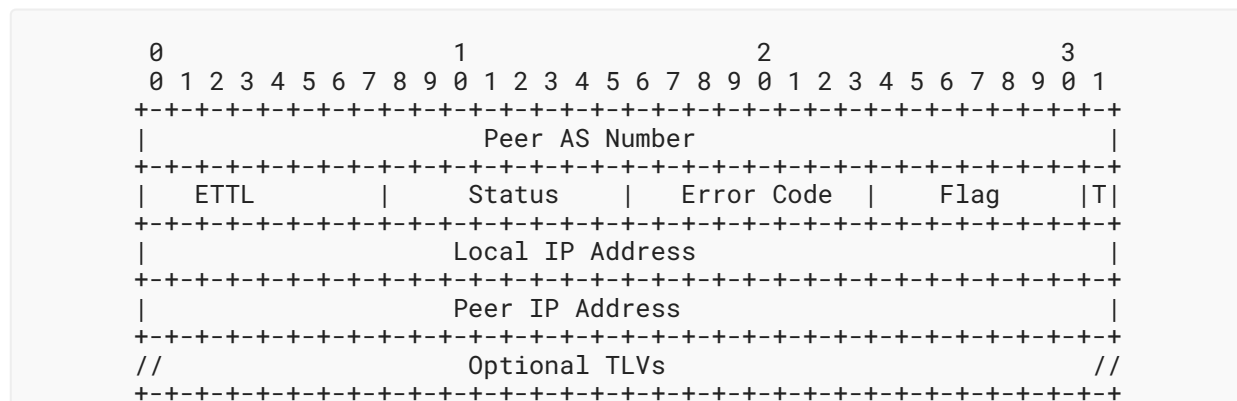 0                   1                   2                   3
 0 1 2 3 4 5 6 7 8 9 0 1 2 3 4 5 6 7 8 9 0 1 2 3 4 5 6 7 8 9 0 1
+-+-+-+-+-+-+-+-+-+-+-+-+-+-+-+-+-+-+-+-+-+-+-+-+-+-+-+-+-+-+-+-+
|                      Peer AS Number                           |
+-+-+-+-+-+-+-+-+-+-+-+-+-+-+-+-+-+-+-+-+-+-+-+-+-+-+-+-+-+-+-+-+
|   ETTL        |     Status    |   Error Code  |    Flag     |T|
+-+-+-+-+-+-+-+-+-+-+-+-+-+-+-+-+-+-+-+-+-+-+-+-+-+-+-+-+-+-+-+-+
|                    Local IP Address                           |
+-+-+-+-+-+-+-+-+-+-+-+-+-+-+-+-+-+-+-+-+-+-+-+-+-+-+-+-+-+-+-+-+
|                    Peer IP Address                            |
+-+-+-+-+-+-+-+-+-+-+-+-+-+-+-+-+-+-+-+-+-+-+-+-+-+-+-+-+-+-+-+-+
//                    Optional TLVs                            //
+-+-+-+-+-+-+-+-+-+-+-+-+-+-+-+-+-+-+-+-+-+-+-+-+-+-+-+-+-+-+-+-+